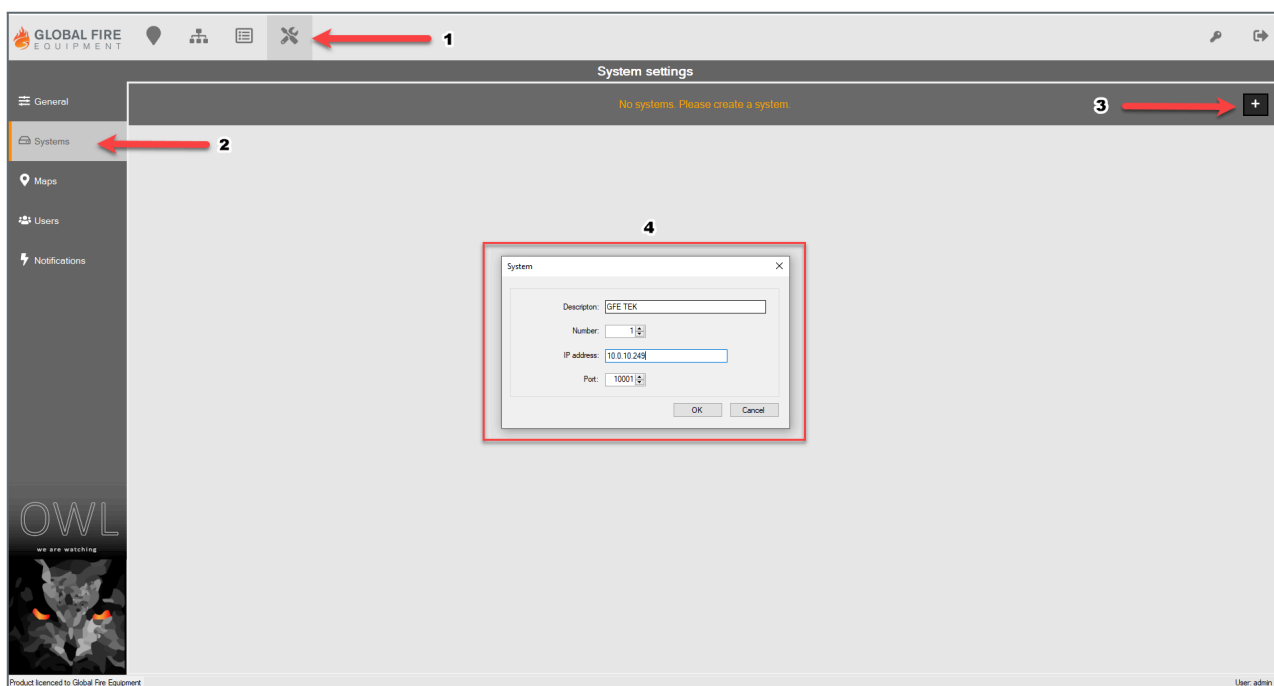 GLOBAL FIRE
EQUIPMENT
1
System settings
General
No systems. Please create a system.
3
+
Systems
2
Maps
Users
4
Notifications
System
Descripton:
GFE TEK
Number:
1
IP address:
10.0.10.249
Port:
10001
OK
Cancel
OWL
we are watching
Product licenced to Global Fire Equipment
User: admin